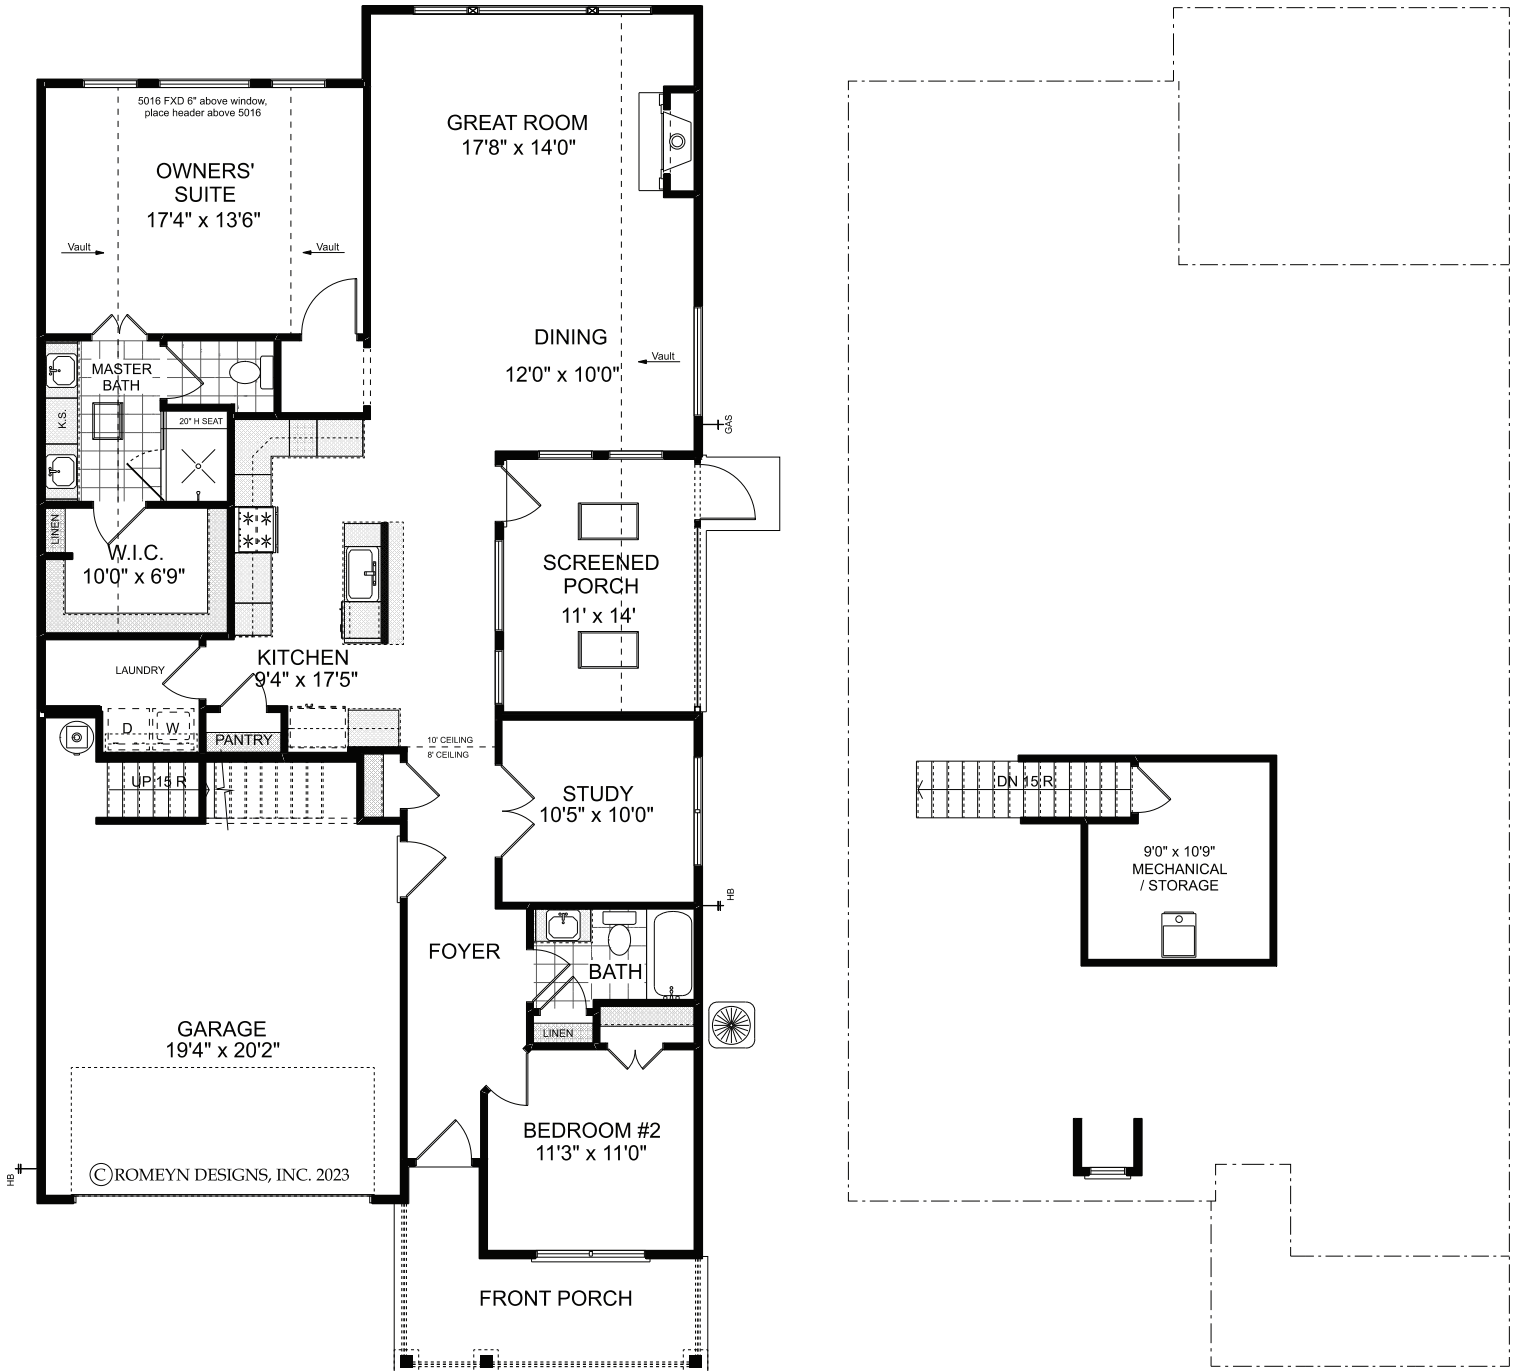 5016 FXD 6" above window,
place header above 5016
GREAT ROOM
17'8" x 14'0"
OWNERS'
SUITE
17'4" x 13'6"
Vault
Vault
DINING
12'0" x 10'0"
Vault
MASTER
BATH
K.S.
20" H SEAT
GAS
LINEN
W.I.C.
10'0" x 6'9"
SCREENED
PORCH
11' x 14'
LAUNDRY
KITCHEN
9'4" x 17'5"
D
W
PANTRY
10' CEILING
8' CEILING
UP 15 R
STUDY
10'5" x 10'0"
DN 15 R
9'0" x 10'9"
MECHANICAL
/ STORAGE
HB
FOYER
BATH
LINEN
GARAGE
19'4" x 20'2"
BEDROOM #2
11'3" x 11'0"
HB
©ROMEYN DESIGNS, INC. 2023
FRONT PORCH